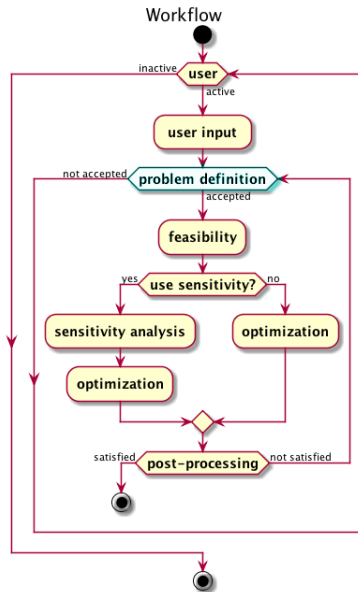 Workflow
inactive
user
active
user input
not accepted
problem definition
accepted
feasibility
yes
use sensitivity?
no
sensitivity analysis
optimization
optimization
satisfied
post-processing
not satisfied